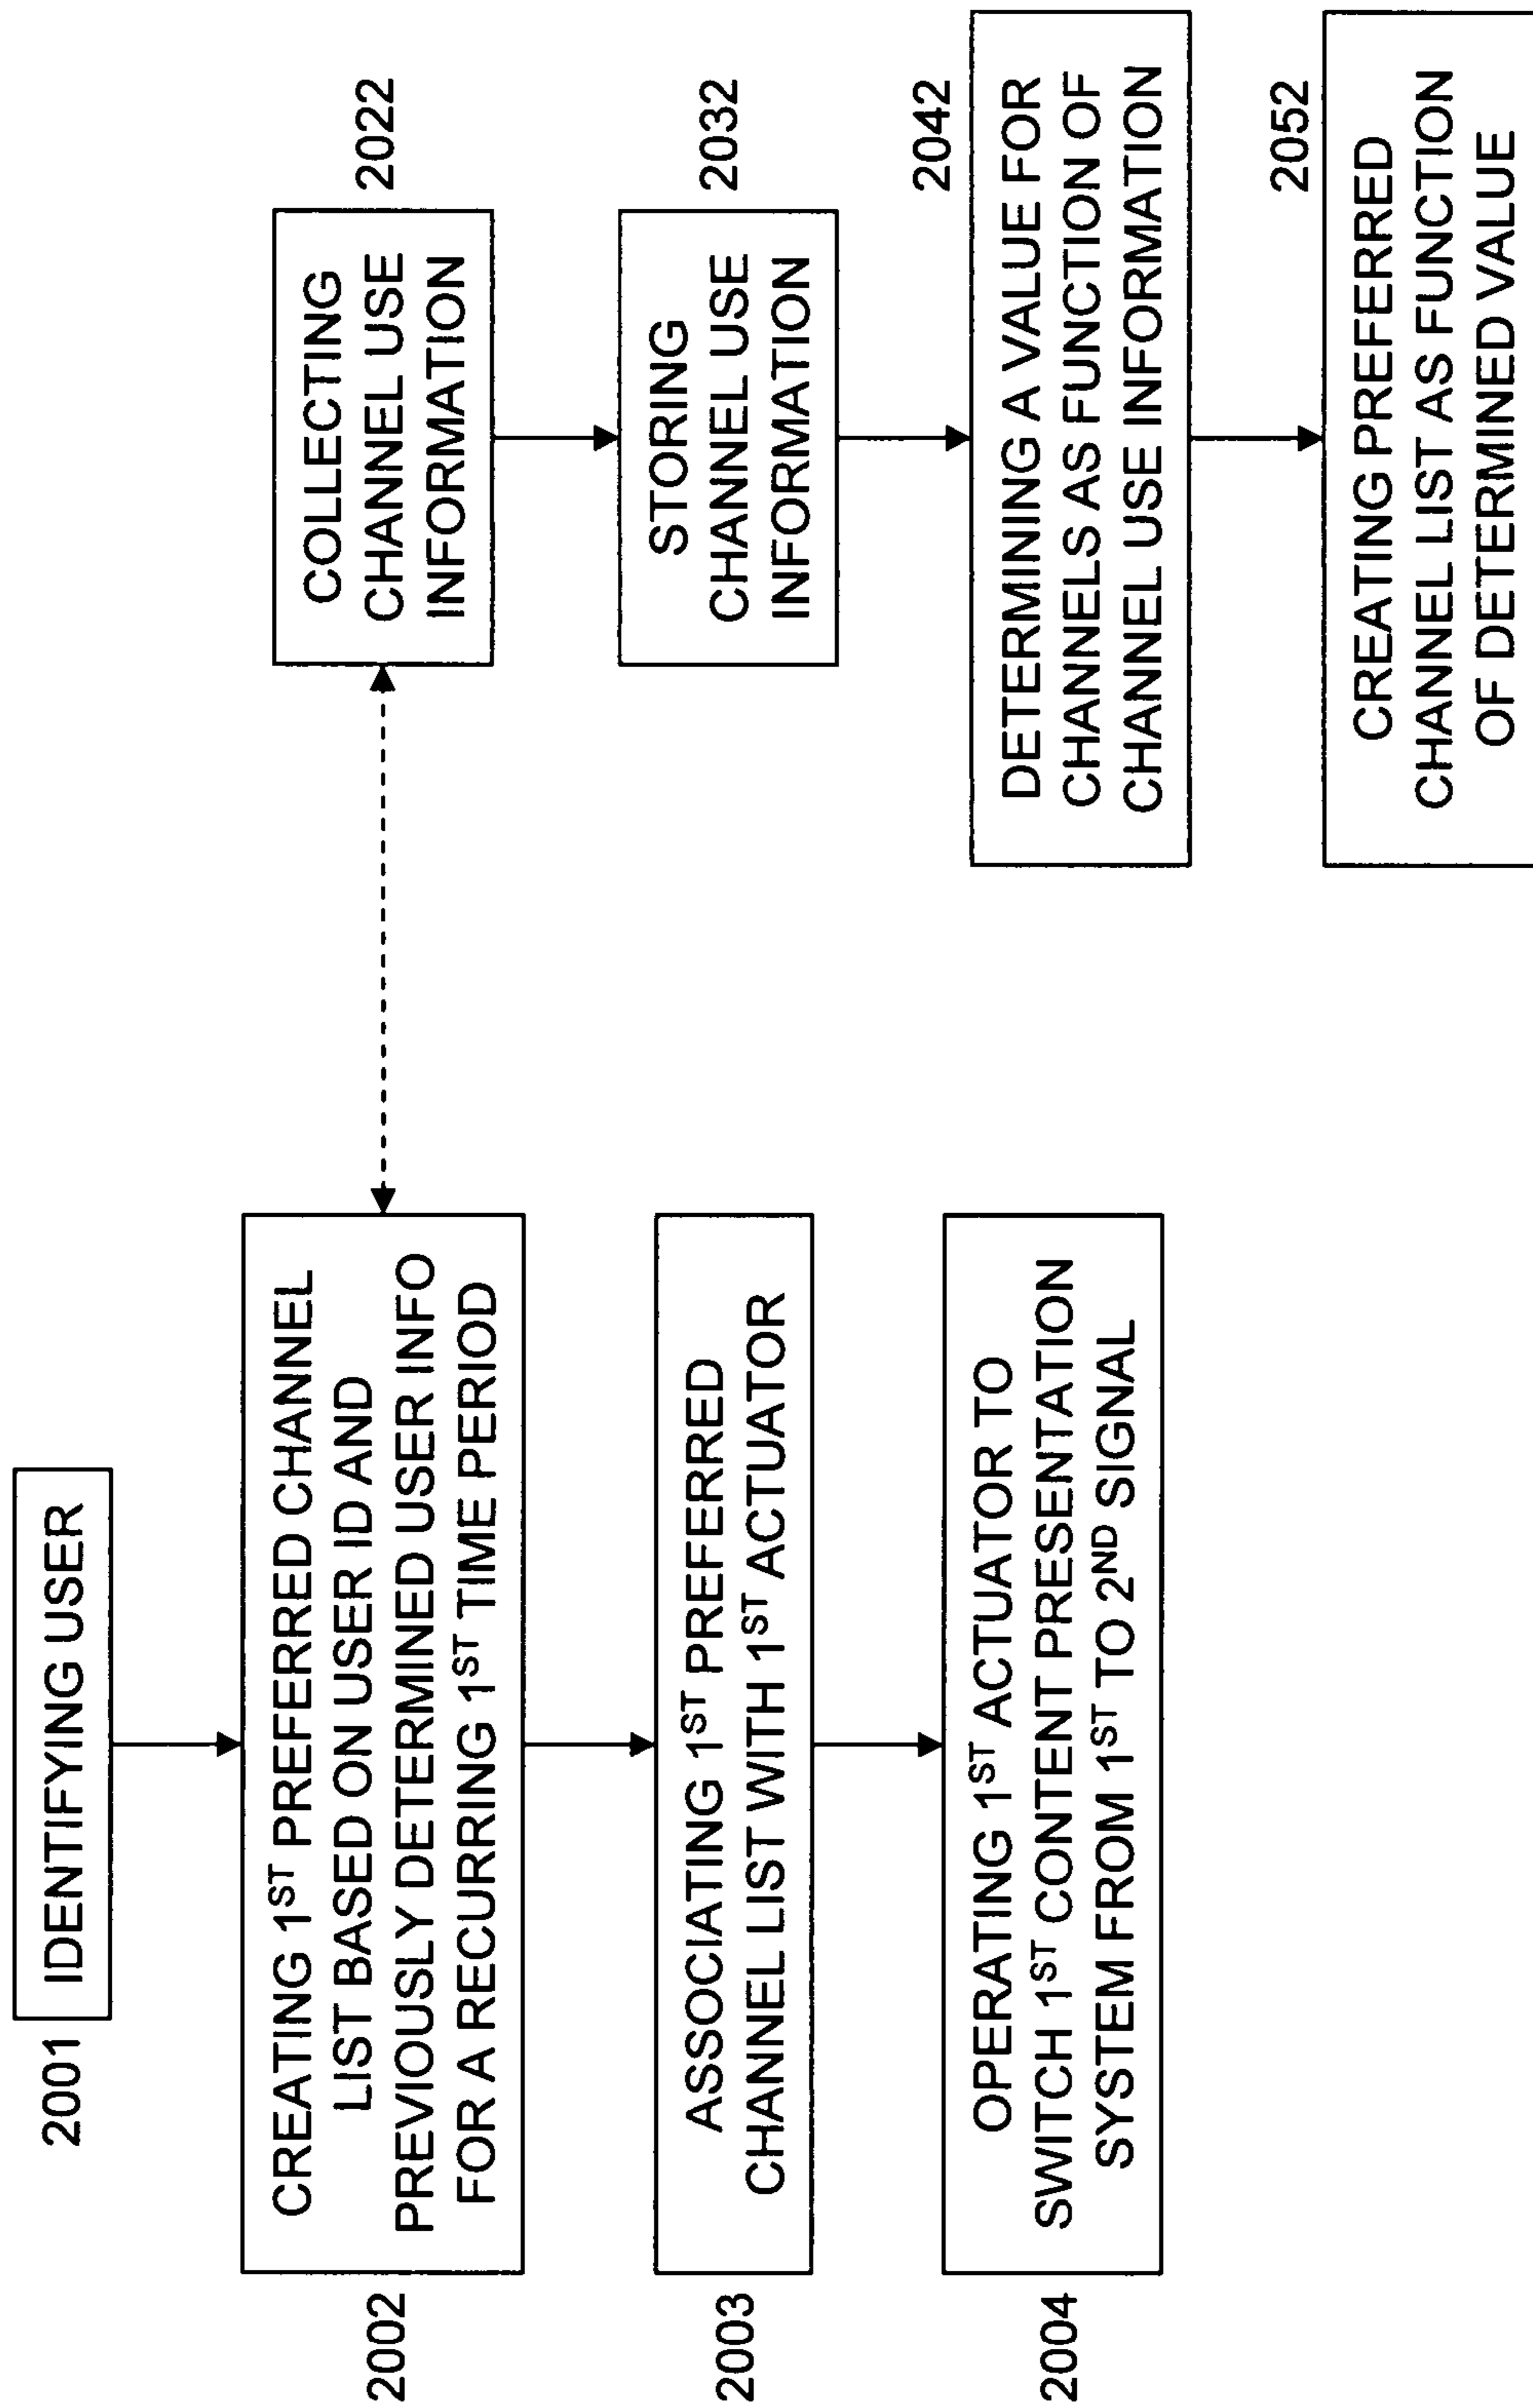 2001
IDENTIFYING USER
2002
CREATING 1ST PREFERRED CHANNEL
LIST BASED ON USER ID AND
PREVIOUSLY DETERMINED USER INFO
FOR A RECURRING 1ST TIME PERIOD
2003
ASSOCIATING 1ST PREFERRED
CHANNEL LIST WITH 1ST ACTUATOR
2004
OPERATING 1ST ACTUATOR TO
SWITCH 1ST CONTENT PRESENTATION
SYSTEM FROM 1ST TO 2ND SIGNAL
2022
COLLECTING
CHANNEL USE
INFORMATION
2032
STORING
CHANNEL USE
INFORMATION
2042
DETERMINING A VALUE FOR
CHANNELS AS FUNCTION OF
CHANNEL USE INFORMATION
2052
CREATING PREFERRED
CHANNEL LIST AS FUNCTION
OF DETERMINED VALUE